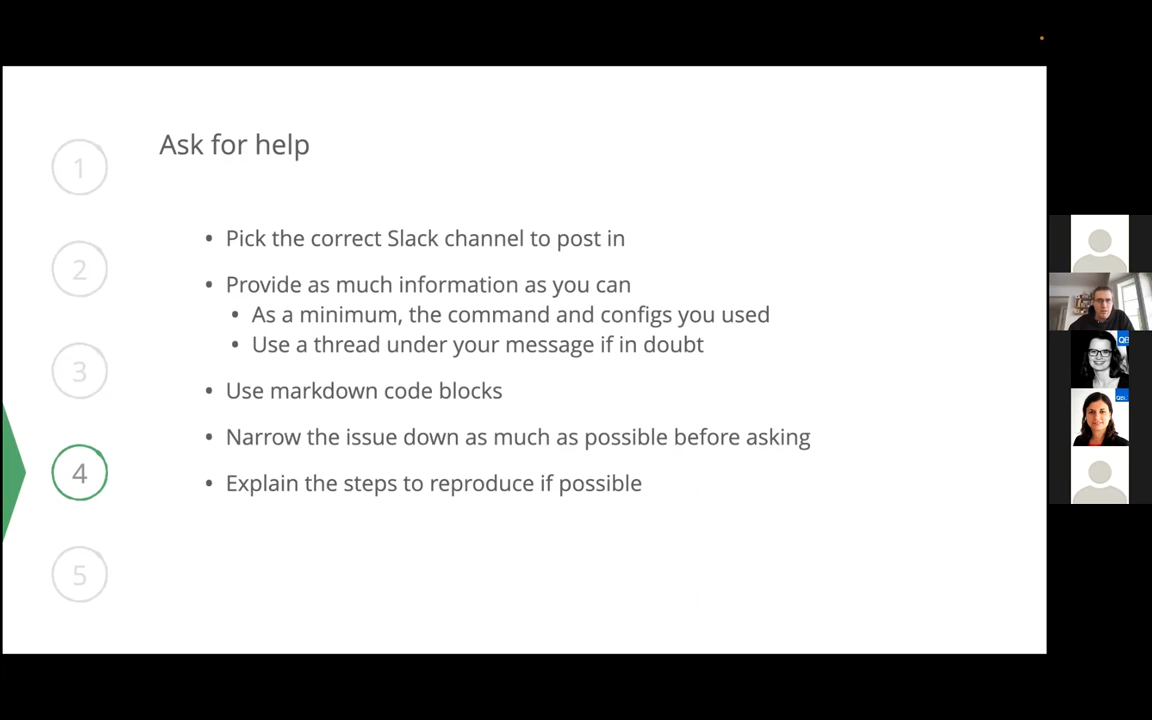 Ask for help
1
2
3
4
5
• Pick the correct Slack channel to post in
• Provide as much information as you can
• As a minimum, the command and configs you used
• Use a thread under your message if in doubt
• Use markdown code blocks
• Narrow the issue down as much as possible before asking
• Explain the steps to reproduce if possible